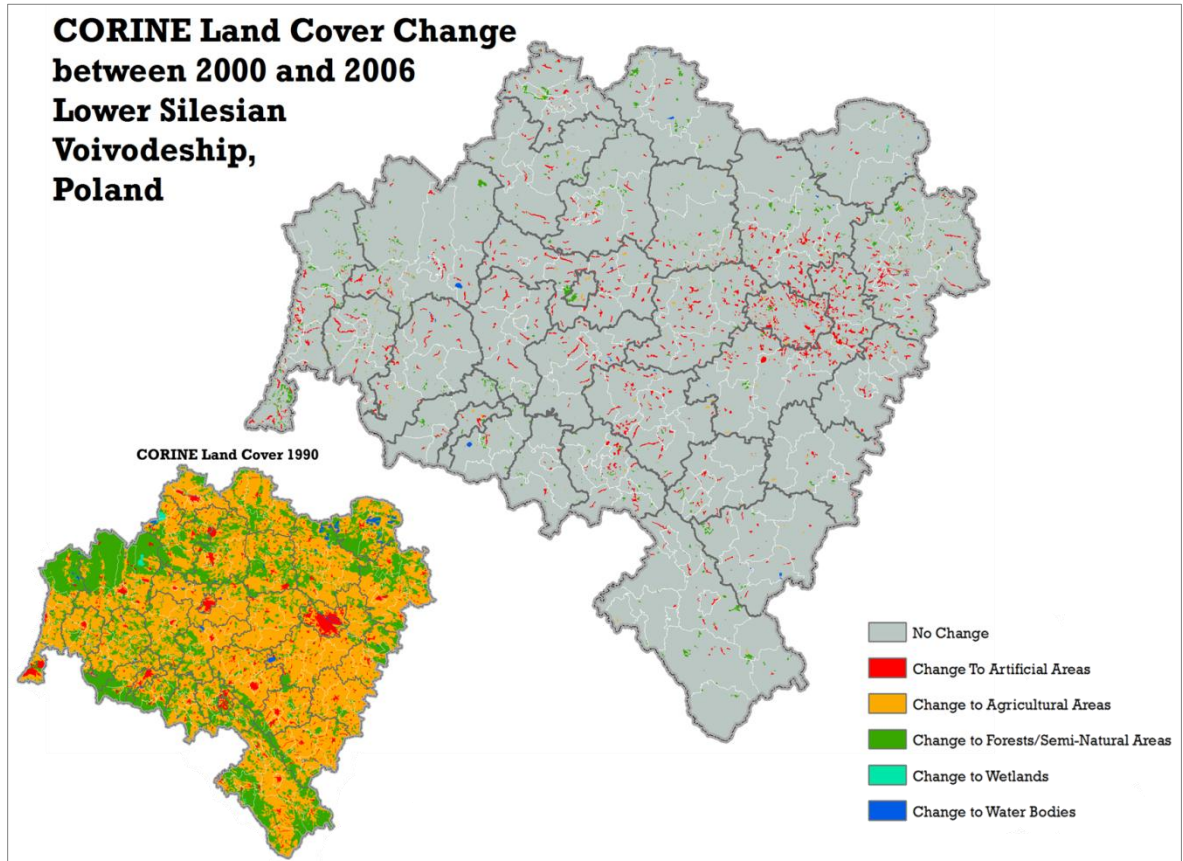 CORINE Land Cover Change
between 2000 and 2006
Lower Silesian
Voivodeship,
Poland
CORINE Land Cover 1990
No Change
Change To Artificial Areas
Change to Agricultural Areas
Change to Forests/Semi-Natural Areas
Change to Wetlands
Change to Water Bodies